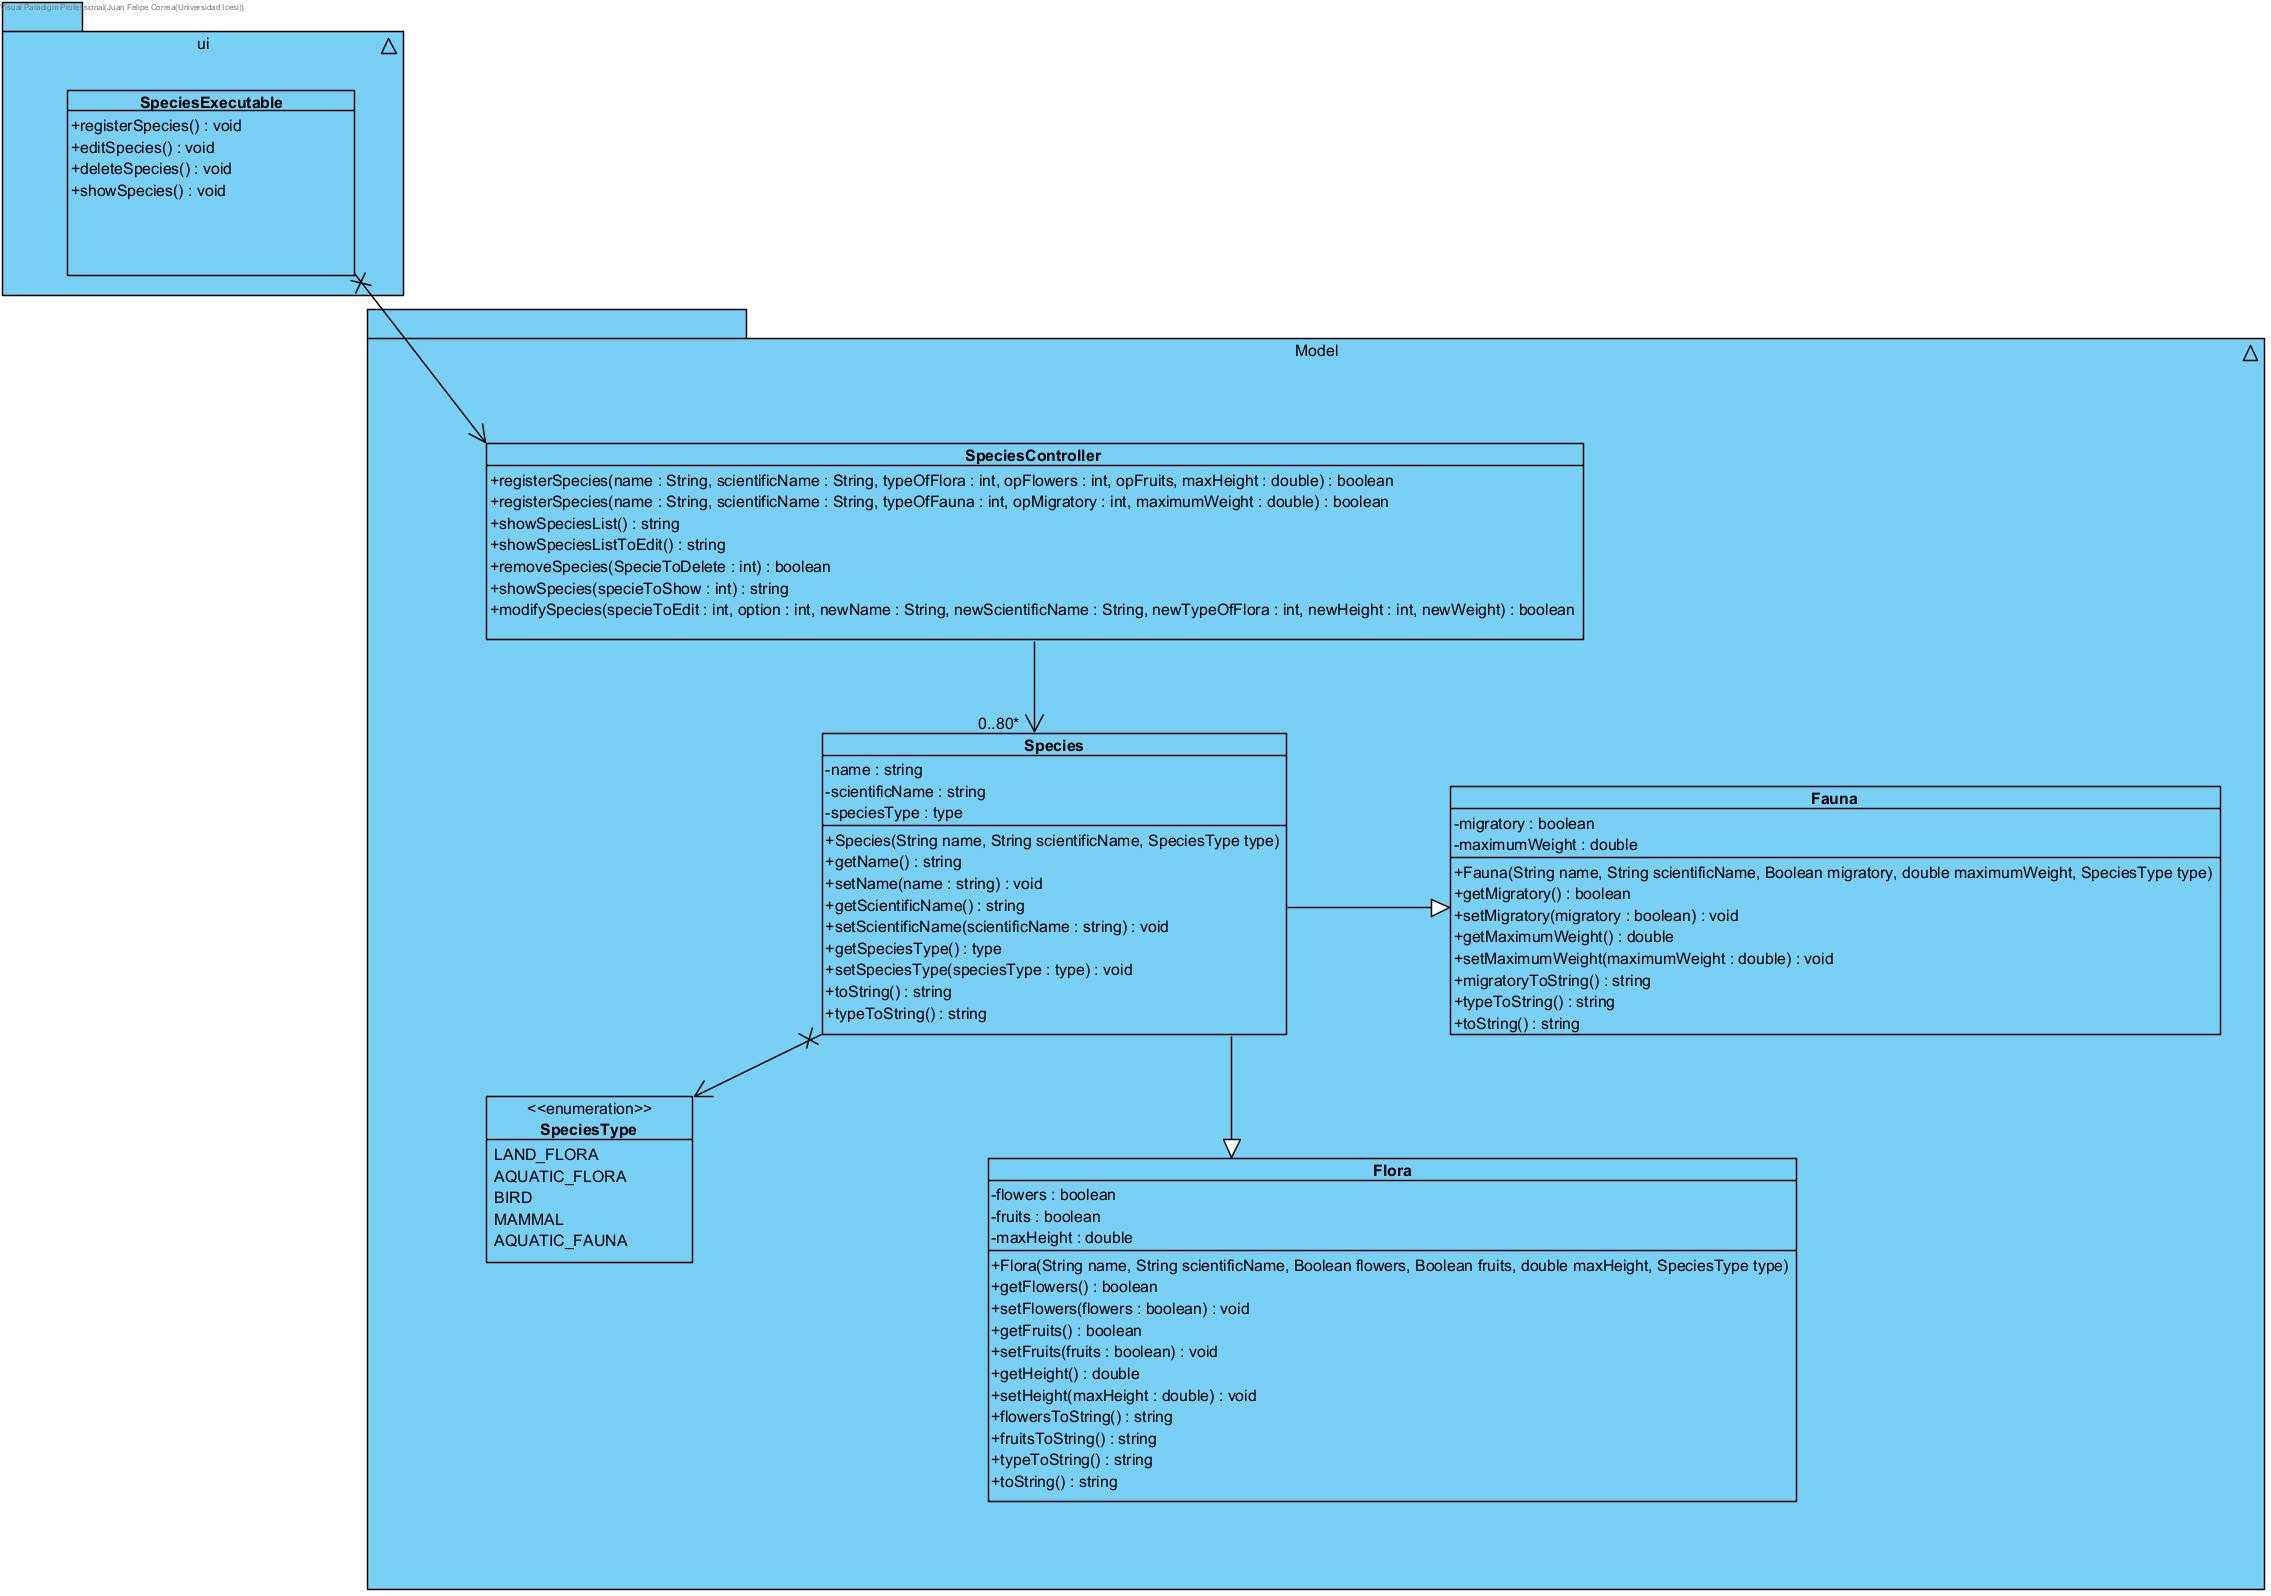 Visual Paradigm Professional(Juan Felipe Correa(Universidad Icesi))
ui
SpeciesExecutable
+registerSpecies() : void
+editSpecies() : void
+deleteSpecies() : void
+showSpecies() : void
Model
SpeciesController
+registerSpecies(name : String, scientificName : String, typeOfFlora : int, opFlowers : int, opFruits, maxHeight : double) : boolean
+registerSpecies(name : String, scientificName : String, typeOfFauna : int, opMigratory : int, maximumWeight : double) : boolean
+showSpeciesList() : string
+showSpeciesListToEdit() : string
+removeSpecies(SpecieToDelete : int) : boolean
+showSpecies(specieToShow : int) : string
+modifySpecies(specieToEdit : int, option : int, newName : String, newScientificName : String, newTypeOfFlora : int, newHeight : int, newWeight) : boolean
0..80*
Species
-name : string
-scientificName : string
-speciesType : type
+Species(String name, String scientificName, SpeciesType type)
+getName() : string
+setName(name : string) : void
+getScientificName() : string
+setScientificName(scientificName : string) : void
+getSpeciesType() : type
+setSpeciesType(speciesType : type) : void
+toString() : string
+typeToString() : string
Fauna
-migratory : boolean
-maximumWeight : double
+Fauna(String name, String scientificName, Boolean migratory, double maximumWeight, SpeciesType type)
+getMigratory() : boolean
+setMigratory(migratory : boolean) : void
+getMaximumWeight() : double
+setMaximumWeight(maximumWeight : double) : void
+migratoryToString() : string
+typeToString() : string
+toString() : string
<<enumeration>>
SpeciesType
LAND_FLORA
AQUATIC_FLORA
BIRD
MAMMAL
AQUATIC_FAUNA
Flora
-flowers : boolean
-fruits : boolean
-maxHeight : double
+Flora(String name, String scientificName, Boolean flowers, Boolean fruits, double maxHeight, SpeciesType type)
+getFlowers() : boolean
+setFlowers(flowers : boolean) : void
+getFruits() : boolean
+setFruits(fruits : boolean) : void
+getHeight() : double
+setHeight(maxHeight : double) : void
+flowersToString() : string
+fruitsToString() : string
+typeToString() : string
+toString() : string